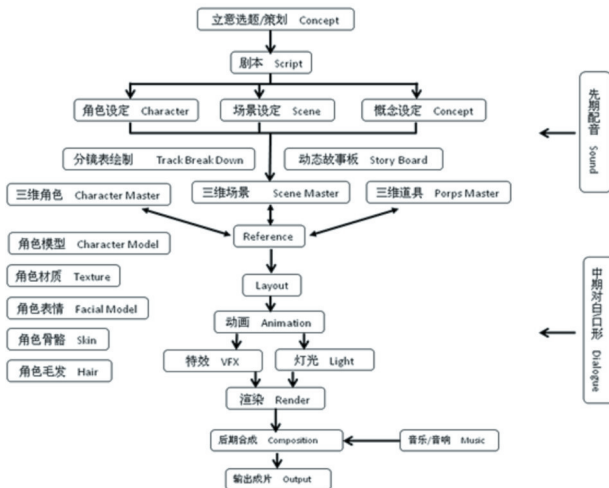 立意选题/策划 Concept
剧本 Script
角色设定 Character
场景设定 Scene
概念设定 Concept
先期配音 Sound
分镜表绘制 Track Break Down
动态故事板 Story Board
三维角色 Character Master
三维场景 Scene Master
三维道具 Porps Master
Reference
角色模型 Character Model
角色材质 Texture
角色表情 Facial Model
角色骨骼 Skin
角色毛发 Hair
Layout
中期对白/口形 Dialogue
动画 Animation
特效 VFX
灯光 Light
渲染 Render
后期合成 Composition
音乐/音响 Music
输出成片 Output